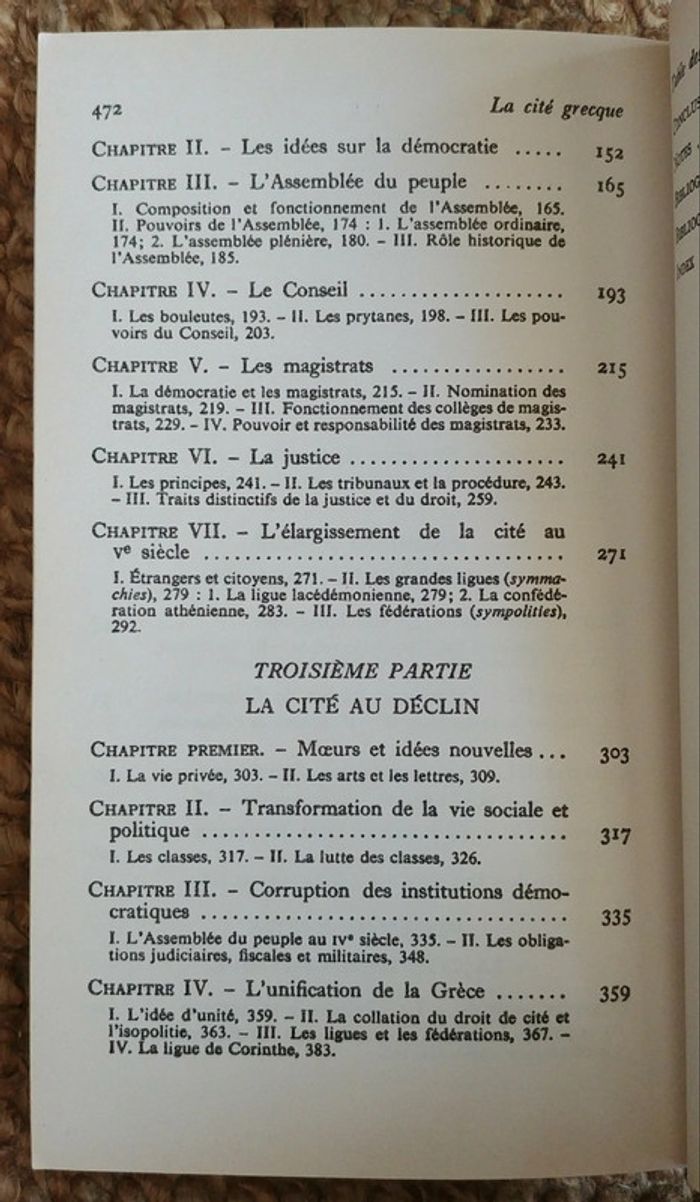 472 La cité grecque
CHAPITRE II. – Les idées sur la démocratie ..... 152
CHAPITRE III. – L'Assemblée du peuple ........ 165
I. Composition et fonctionnement de l'Assemblée, 165.
II. Pouvoirs de l'Assemblée, 174 : 1. L'assemblée ordinaire,
174; 2. L'assemblée plénière, 180. – III. Rôle historique de
l'Assemblée, 185.
CHAPITRE IV. – Le Conseil .................... 193
I. Les bouleutes, 193. – II. Les prytanes, 198. – III. Les pou-
voirs du Conseil, 203.
CHAPITRE V. – Les magistrats ................. 215
I. La démocratie et les magistrats, 215. – II. Nomination des
magistrats, 219. – III. Fonctionnement des collèges de magis-
trats, 229. – IV. Pouvoir et responsabilité des magistrats, 233.
CHAPITRE VI. – La justice ..................... 241
I. Les principes, 241. – II. Les tribunaux et la procédure, 243.
– III. Traits distinctifs de la justice et du droit, 259.
CHAPITRE VII. – L'élargissement de la cité au
Ve siècle ................................... 271
I. Étrangers et citoyens, 271. – II. Les grandes ligues (symma-
chies), 279 : 1. La ligue lacédémonienne, 279; 2. La confédé-
ration athénienne, 283. – III. Les fédérations (sympolities),
292.
TROISIÈME PARTIE
LA CITÉ AU DÉCLIN
CHAPITRE PREMIER. – Mœurs et idées nouvelles ... 303
I. La vie privée, 303. – II. Les arts et les lettres, 309.
CHAPITRE II. – Transformation de la vie sociale et
politique ................................... 317
I. Les classes, 317. – II. La lutte des classes, 326.
CHAPITRE III. – Corruption des institutions démo-
cratiques ................................... 335
I. L'Assemblée du peuple au IVe siècle, 335. – II. Les obliga-
tions judiciaires, fiscales et militaires, 348.
CHAPITRE IV. – L'unification de la Grèce ....... 359
I. L'idée d'unité, 359. – II. La collation du droit de cité et
l'isopolitie, 363. – III. Les ligues et les fédérations, 367. –
IV. La ligue de Corinthe, 383.
Table des
CONCLUS
NOTES
BIBLIOG
BIBLIOG
INDEX